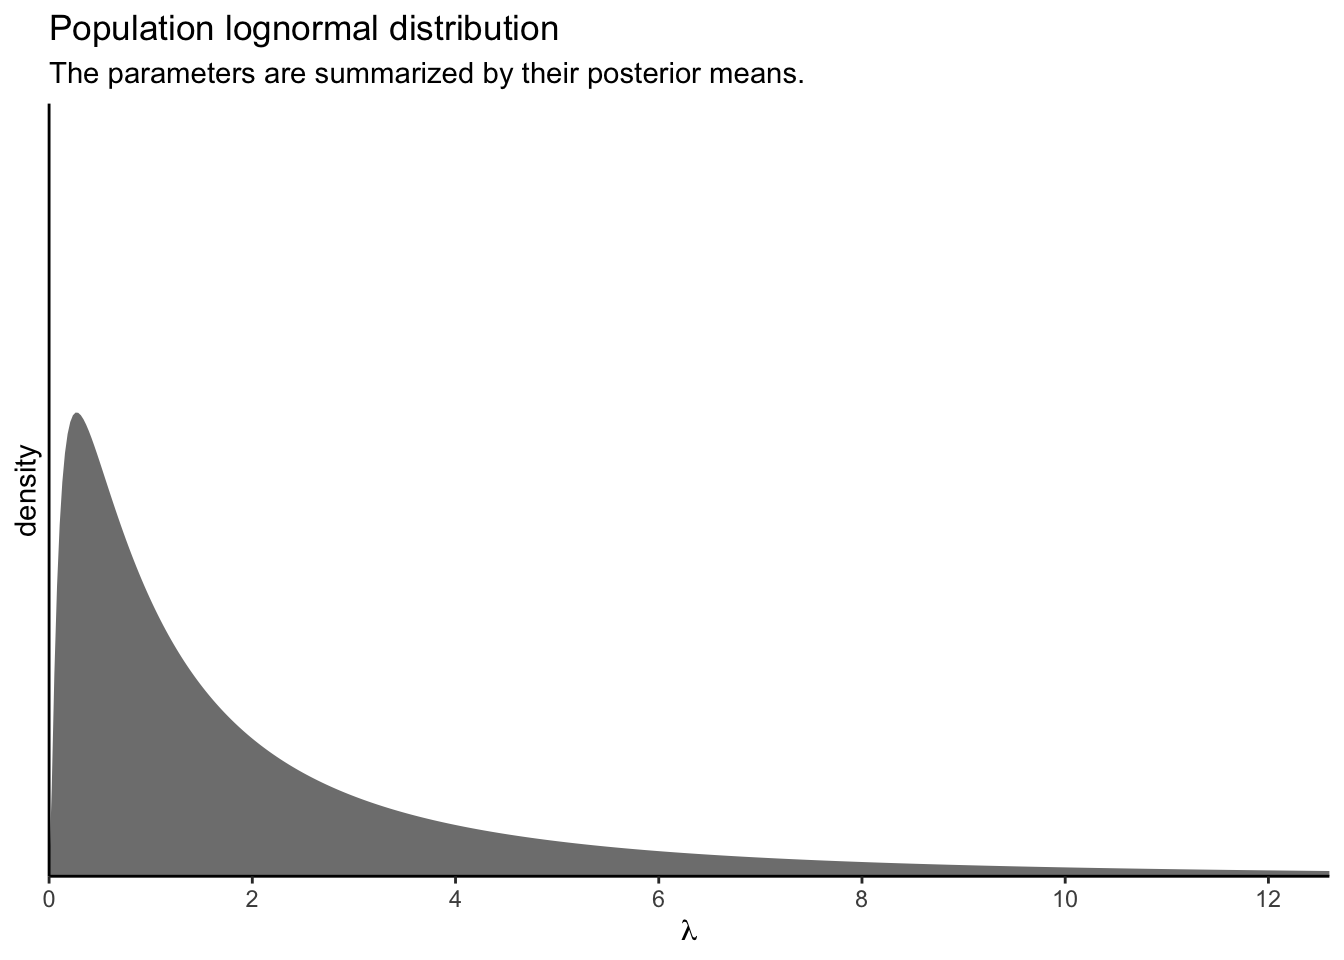 Population lognormal distribution
The parameters are summarized by their posterior means.
density
0 2 4 6 8 10 12
λ